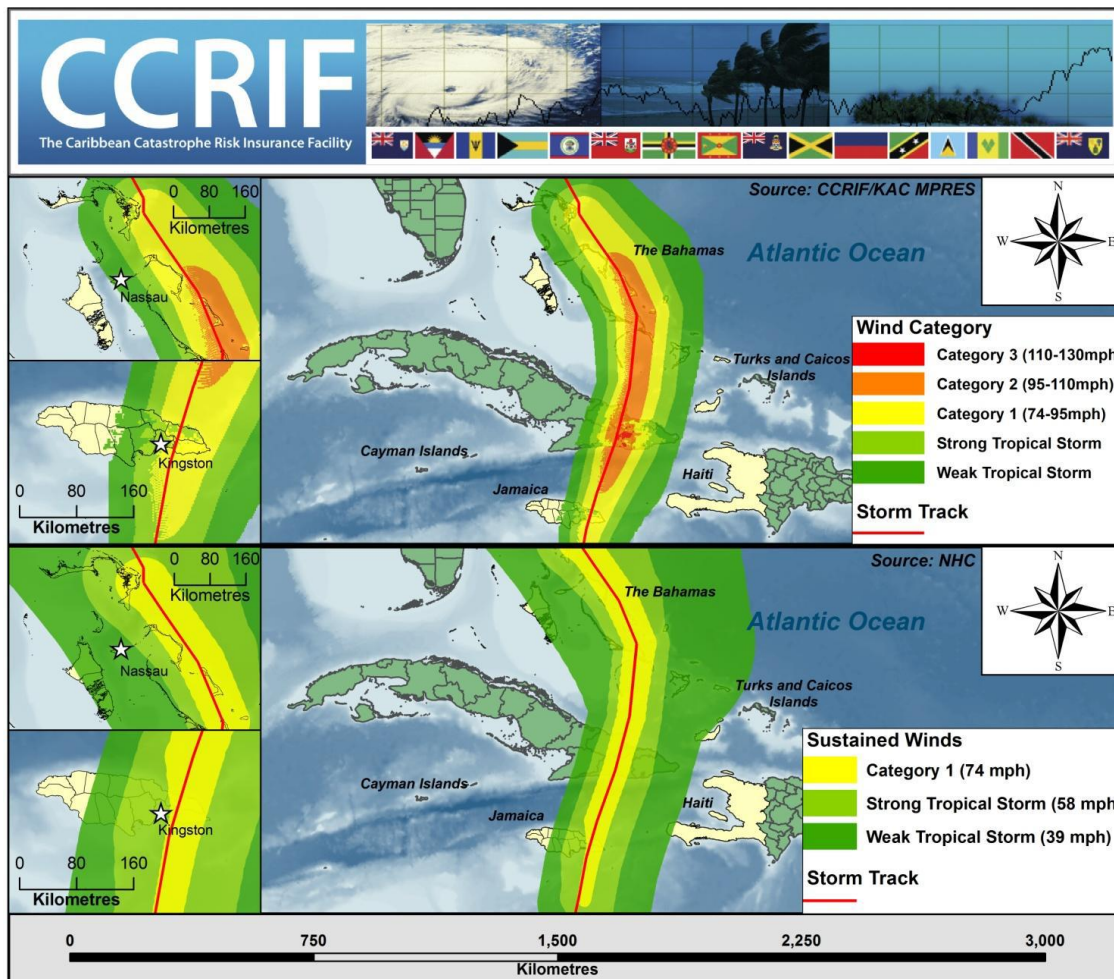 CCRIF
The Caribbean Catastrophe Risk Insurance Facility
0 80 160
Kilometres
Nassau
Kingston
0 80 160
Kilometres
Source: CCRIF/KAC MPRES
The Bahamas
Atlantic Ocean
Turks and Caicos
Islands
Cayman Islands
Haiti
Jamaica
N
W E
S
Wind Category
Category 3 (110-130mph)
Category 2 (95-110mph)
Category 1 (74-95mph)
Strong Tropical Storm
Weak Tropical Storm
Storm Track
0 80 160
Kilometres
Nassau
Kingston
0 80 160
Kilometres
Source: NHC
The Bahamas
Atlantic Ocean
Turks and Caicos
Islands
Cayman Islands
Haiti
Jamaica
N
W E
S
Sustained Winds
Category 1 (74 mph)
Strong Tropical Storm (58 mph
Weak Tropical Storm (39 mph)
Storm Track
0 750 1,500 2,250 3,000
Kilometres